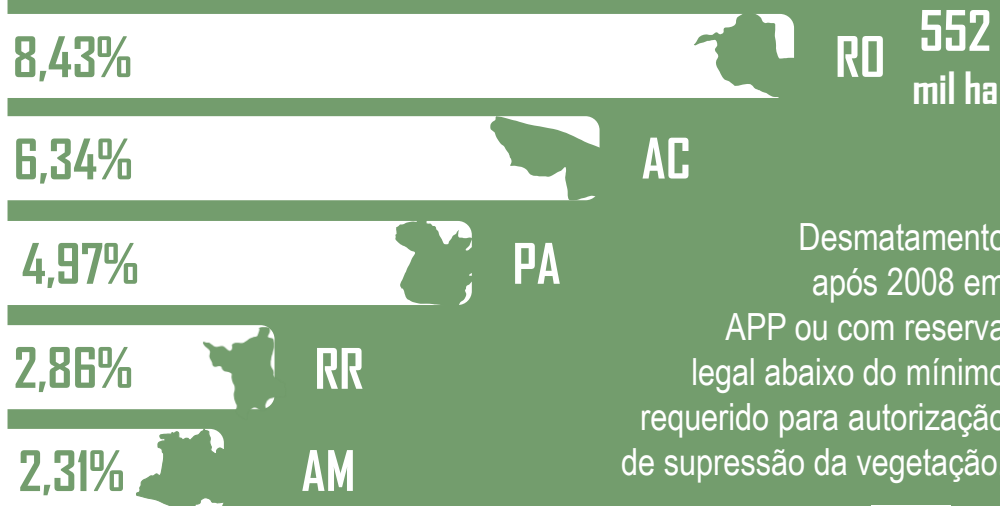 8,43%
RO
552
mil ha
6,34%
AC
4,97%
PA
2,86%
RR
2,31%
AM
Desmatamento
após 2008 em
APP ou com reserva
legal abaixo do mínimo
requerido para autorização
de supressão da vegetação